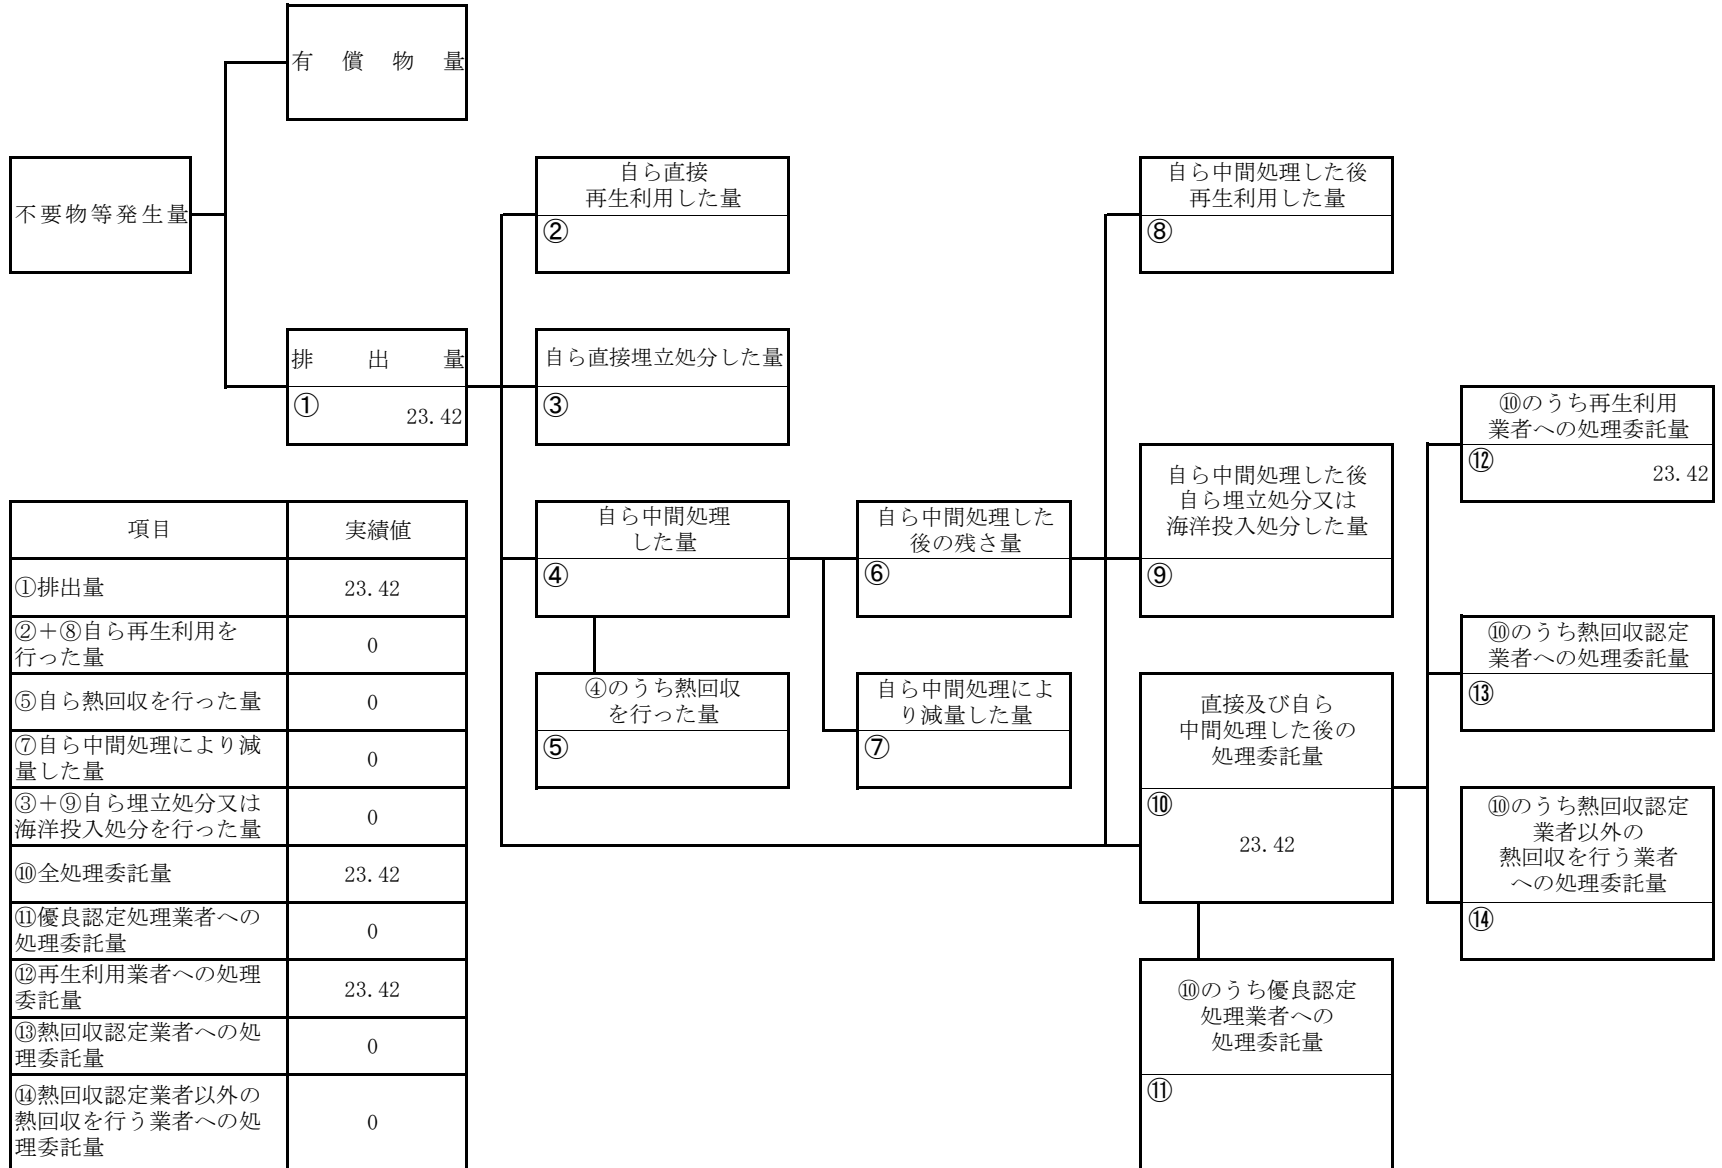 有償物量
不要物等発生量
自ら直接
再生利用した量
②
自ら中間処理した後
再生利用した量
⑧
排出量
① 23.42
自ら直接埋立処分した量
③
⑩のうち再生利用
業者への処理委託量
⑫ 23.42
自ら中間処理した後
自ら埋立処分又は
海洋投入処分した量
⑨
自ら中間処理
した量
④
自ら中間処理した
後の残さ量
⑥
④のうち熱回収
を行った量
⑤
自ら中間処理によ
り減量した量
⑦
直接及び自ら
中間処理した後の
処理委託量
⑩
23.42
⑩のうち熱回収認定
業者への処理委託量
⑬
⑩のうち熱回収認定
業者以外の
熱回収を行う業者
への処理委託量
⑭
⑩のうち優良認定
処理業者への
処理委託量
⑪
項目 実績値
①排出量 23.42
②＋⑧自ら再生利用を
行った量 0
⑤自ら熱回収を行った量 0
⑦自ら中間処理により減
量した量 0
③＋⑨自ら埋立処分又は
海洋投入処分を行った量 0
⑩全処理委託量 23.42
⑪優良認定処理業者への
処理委託量 0
⑫再生利用業者への処理
委託量 23.42
⑬熱回収認定業者への処
理委託量 0
⑭熱回収認定業者以外の
熱回収を行う業者への処
理委託量 0